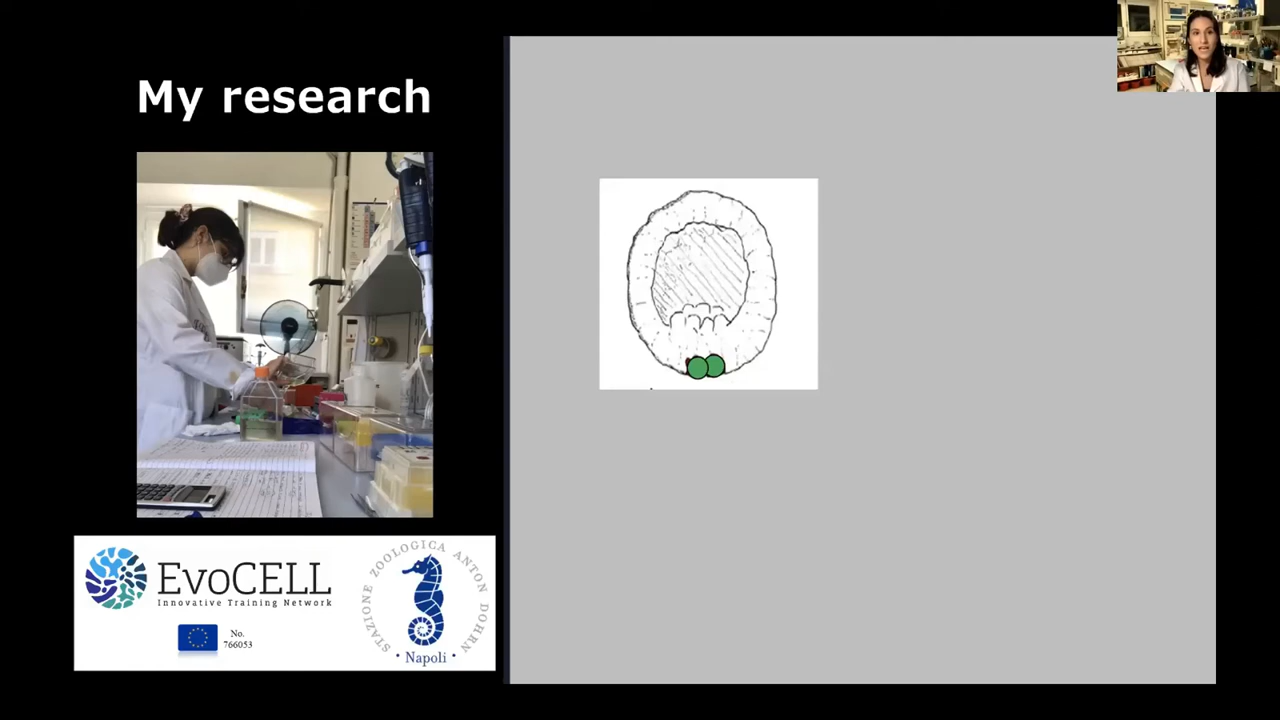 My research
EvoCELL
Innovative Training Network
No.
766053
STAZIONE ZOOLOGICA ANTON DOHRN
• Napoli •